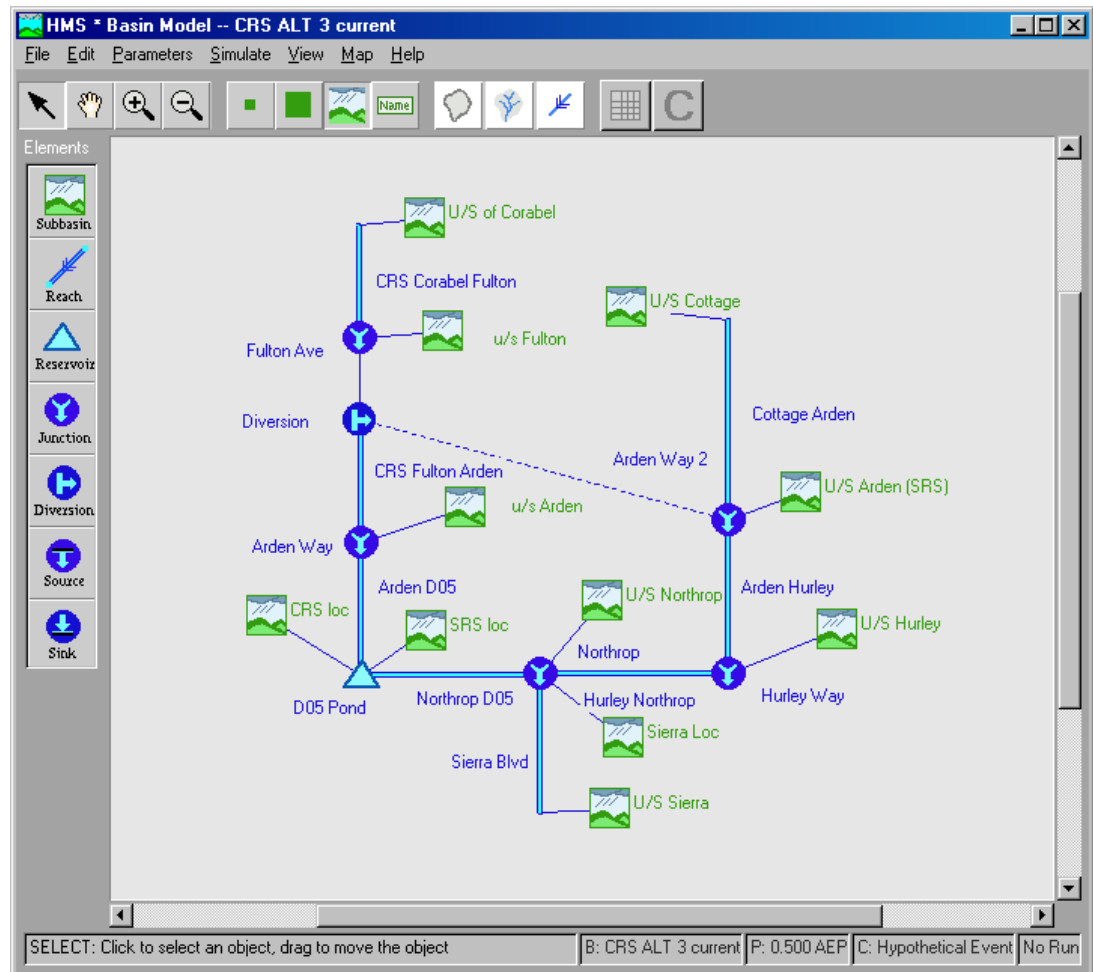 HMS * Basin Model -- CRS ALT 3 current
File Edit Parameters Simulate View Map Help
Name
C
Elements
Subbasin
Reach
Reservoir
Junction
Diversion
Source
Sink
U/S of Corabel
CRS Corabel Fulton
U/S Cottage
Fulton Ave
u/s Fulton
Diversion
Cottage Arden
CRS Fulton Arden
Arden Way 2
U/S Arden (SRS)
u/s Arden
Arden Way
Arden D05
U/S Northrop
Arden Hurley
CRS loc
SRS loc
U/S Hurley
Northrop
D05 Pond
Northrop D05
Hurley Northrop
Hurley Way
Sierra Loc
Sierra Blvd
U/S Sierra
SELECT: Click to select an object, drag to move the object
B: CRS ALT 3 current
P: 0.500 AEP
C: Hypothetical Event
No Run